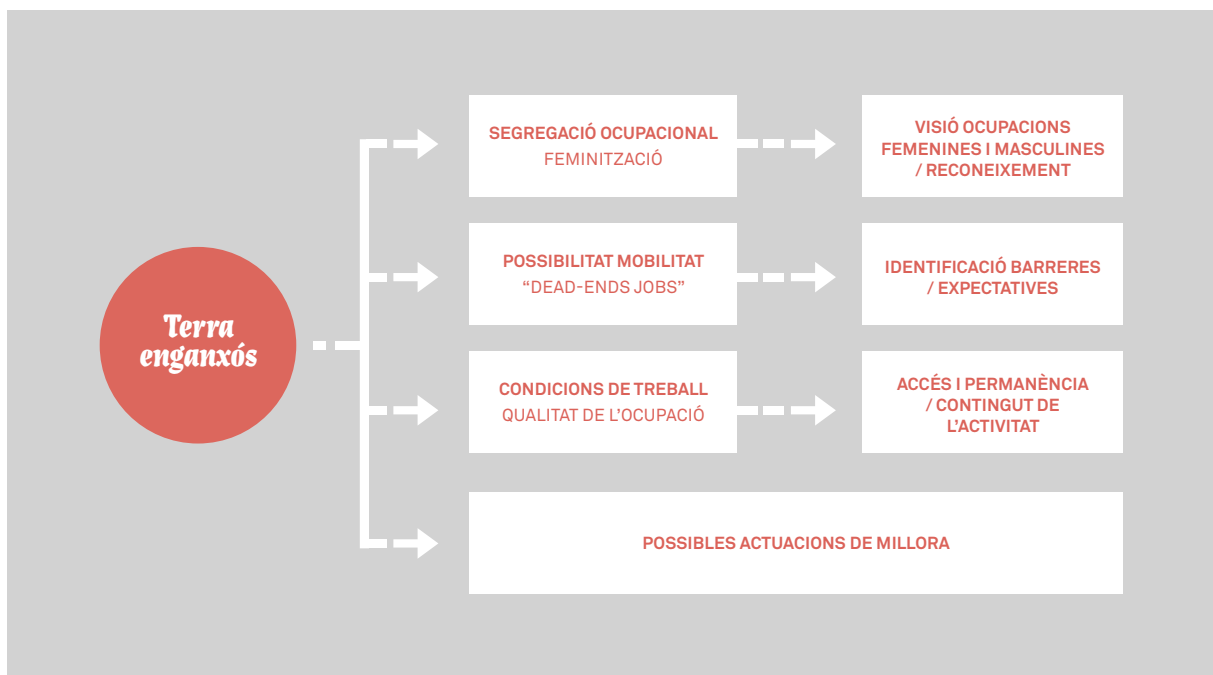 Terra
enganxós
SEGREGACIÓ OCUPACIONAL
FEMINITZACIÓ
VISIÓ OCUPACIONS
FEMENINES I MASCULINES
/ RECONEIXEMENT
POSSIBILITAT MOBILITAT
“DEAD-ENDS JOBS”
IDENTIFICACIÓ BARRERES
/ EXPECTATIVES
CONDICIONS DE TREBALL
QUALITAT DE L’OCUPACIÓ
ACCÉS I PERMANÈNCIA
/ CONTINGUT DE
L’ACTIVITAT
POSSIBLES ACTUACIONS DE MILLORA